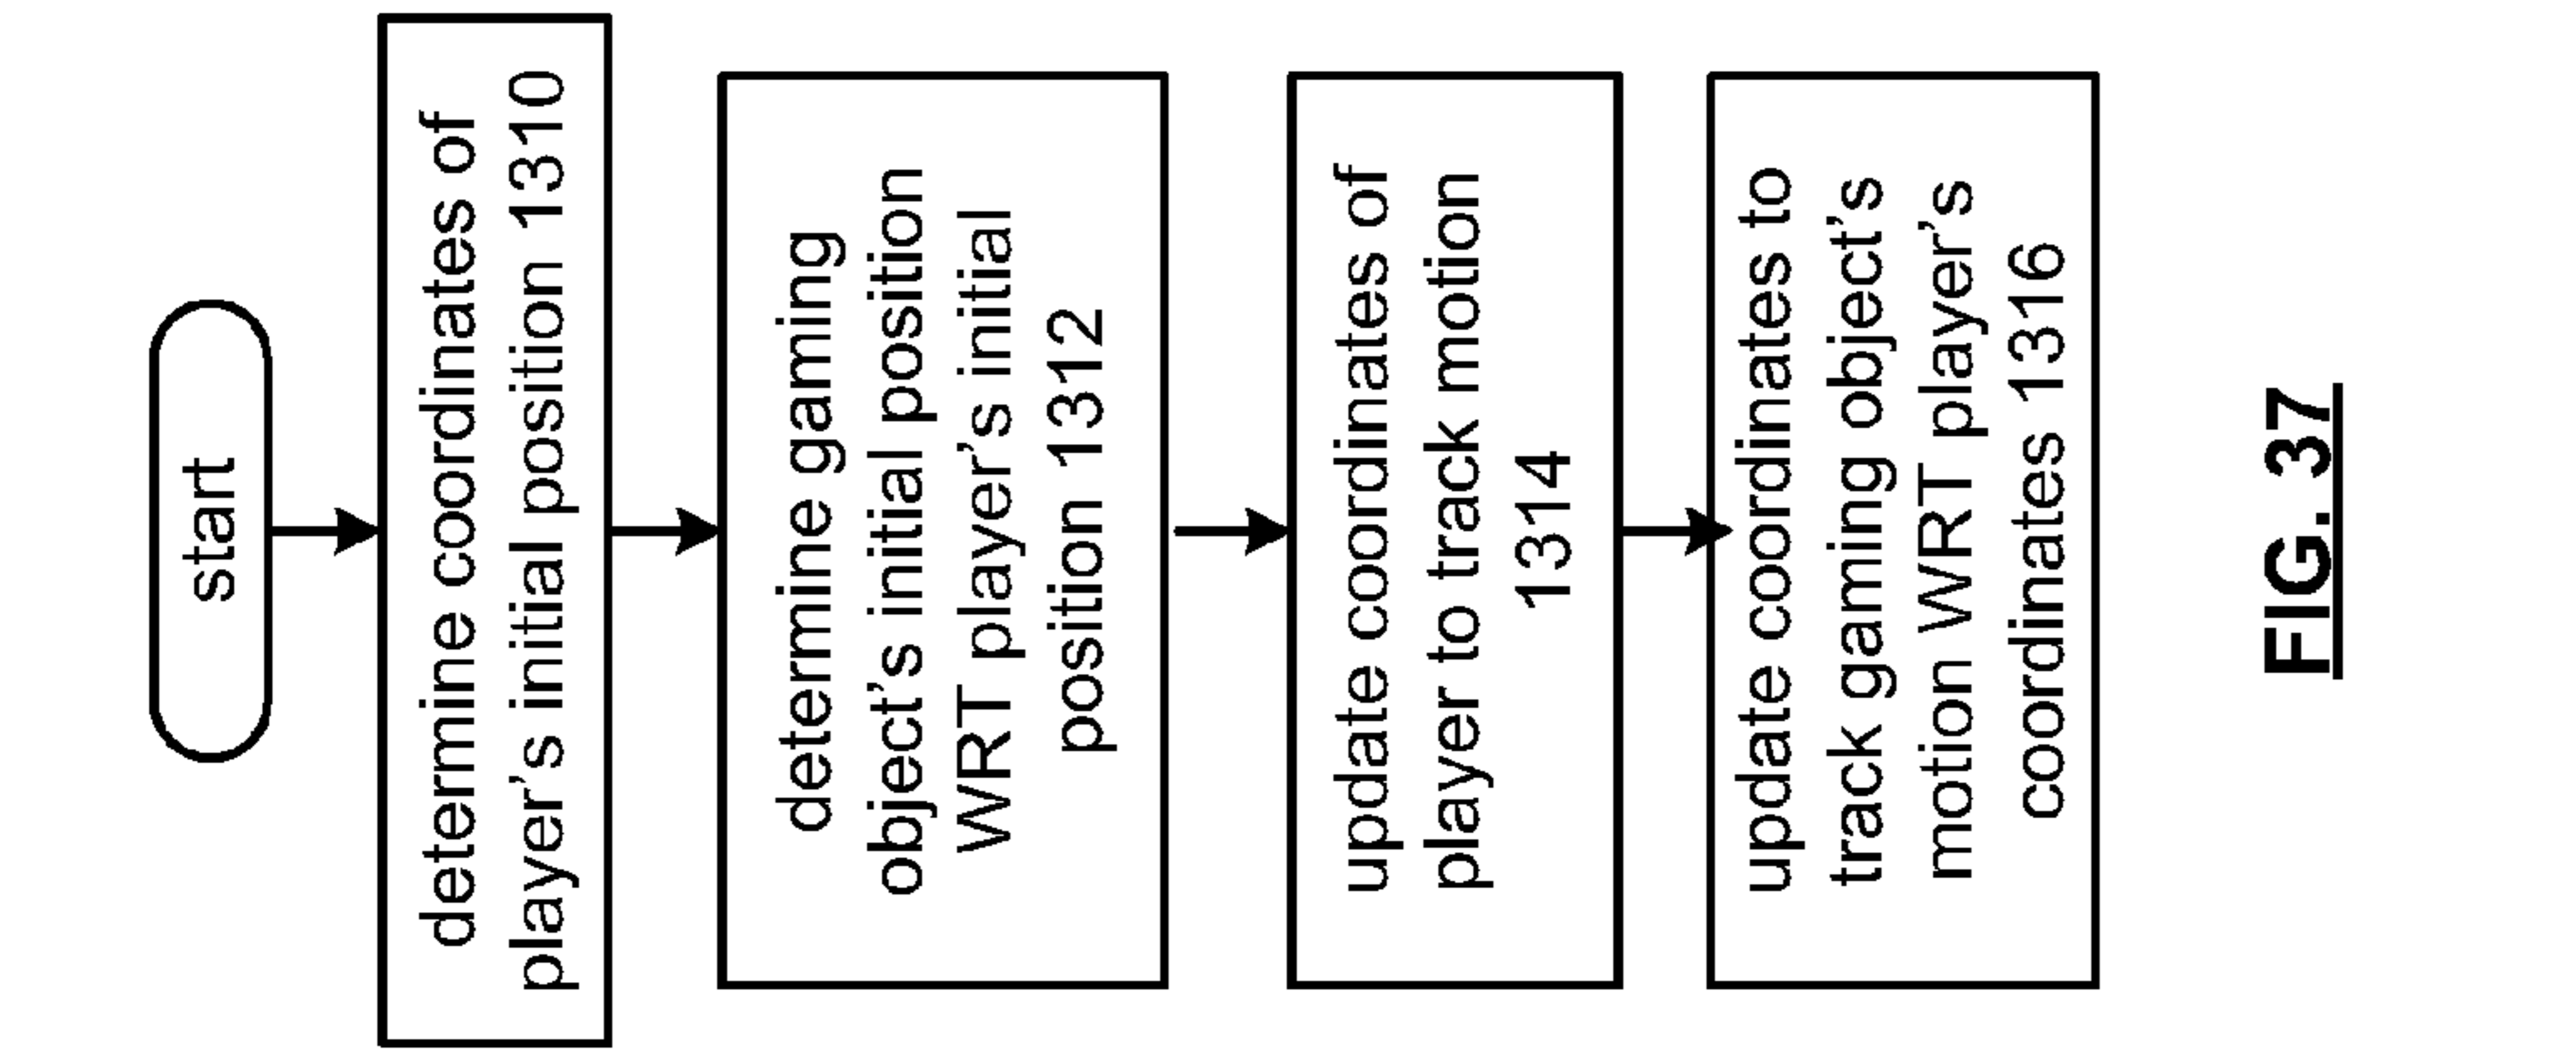 start
determine coordinates of
player's initial position 1310
determine gaming
object's initial position
WRT player's initial
position 1312
update coordinates of
player to track motion
1314
update coordinates to
track gaming object's
motion WRT player's
coordinates 1316
FIG. 37